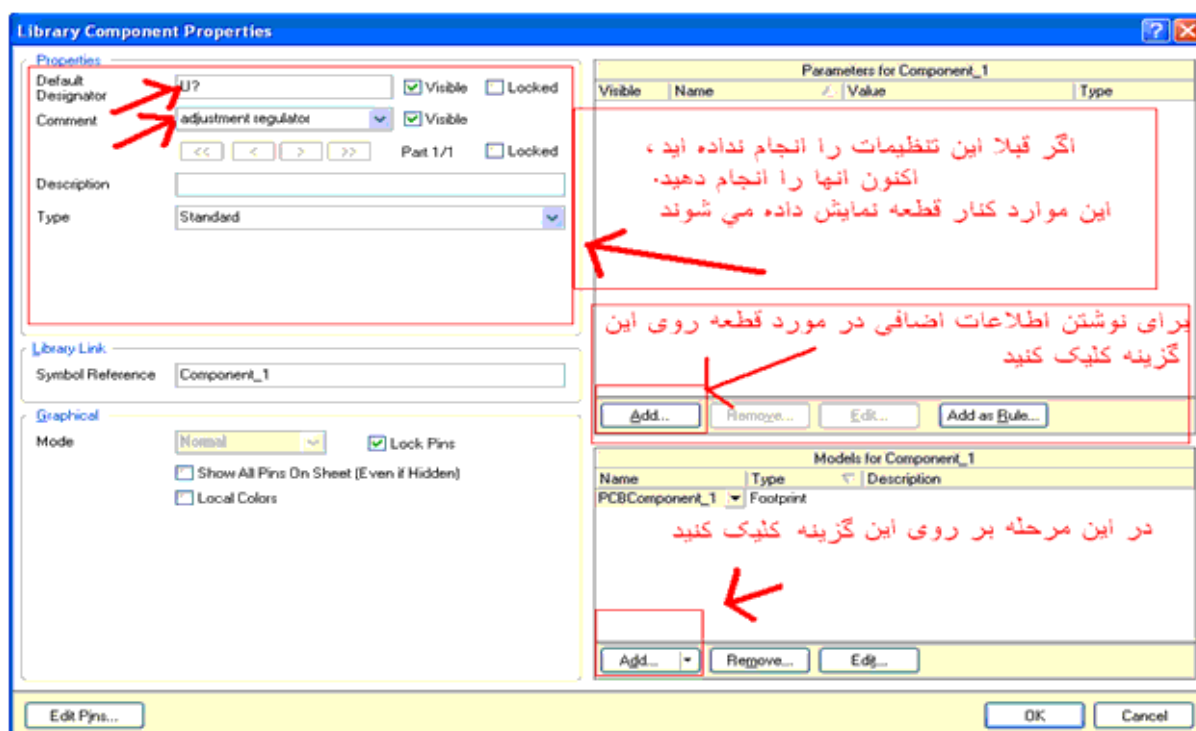 Library Component Properties
Properties
Default Designator
U?
Visible
Locked
Comment
adjustment regulator
Visible
<<
<
>
>>
Part 1/1
Locked
Description
Type
Standard
Library Link
Symbol Reference
Component_1
Graphical
Mode
Normal
Lock Pins
Show All Pins On Sheet (Even if Hidden)
Local Colors
Parameters for Component_1
Visible
Name
Value
Type
اگر قبلا این تنظیمات را انجام نداده اید ،
اکنون انها را انجام دهید.
این موارد کنار قطعه نمایش داده می شوند
برای نوشتن اطلاعات اضافی در مورد قطعه روی این
گزینه کلیک کنید
Add...
Remove...
Edit...
Add as Rule...
Models for Component_1
Name
Type
Description
PCBComponent_1
Footprint
در این مرحله بر روی این گزینه کلیک کنید
Add...
Remove...
Edit...
Edit Pins...
OK
Cancel